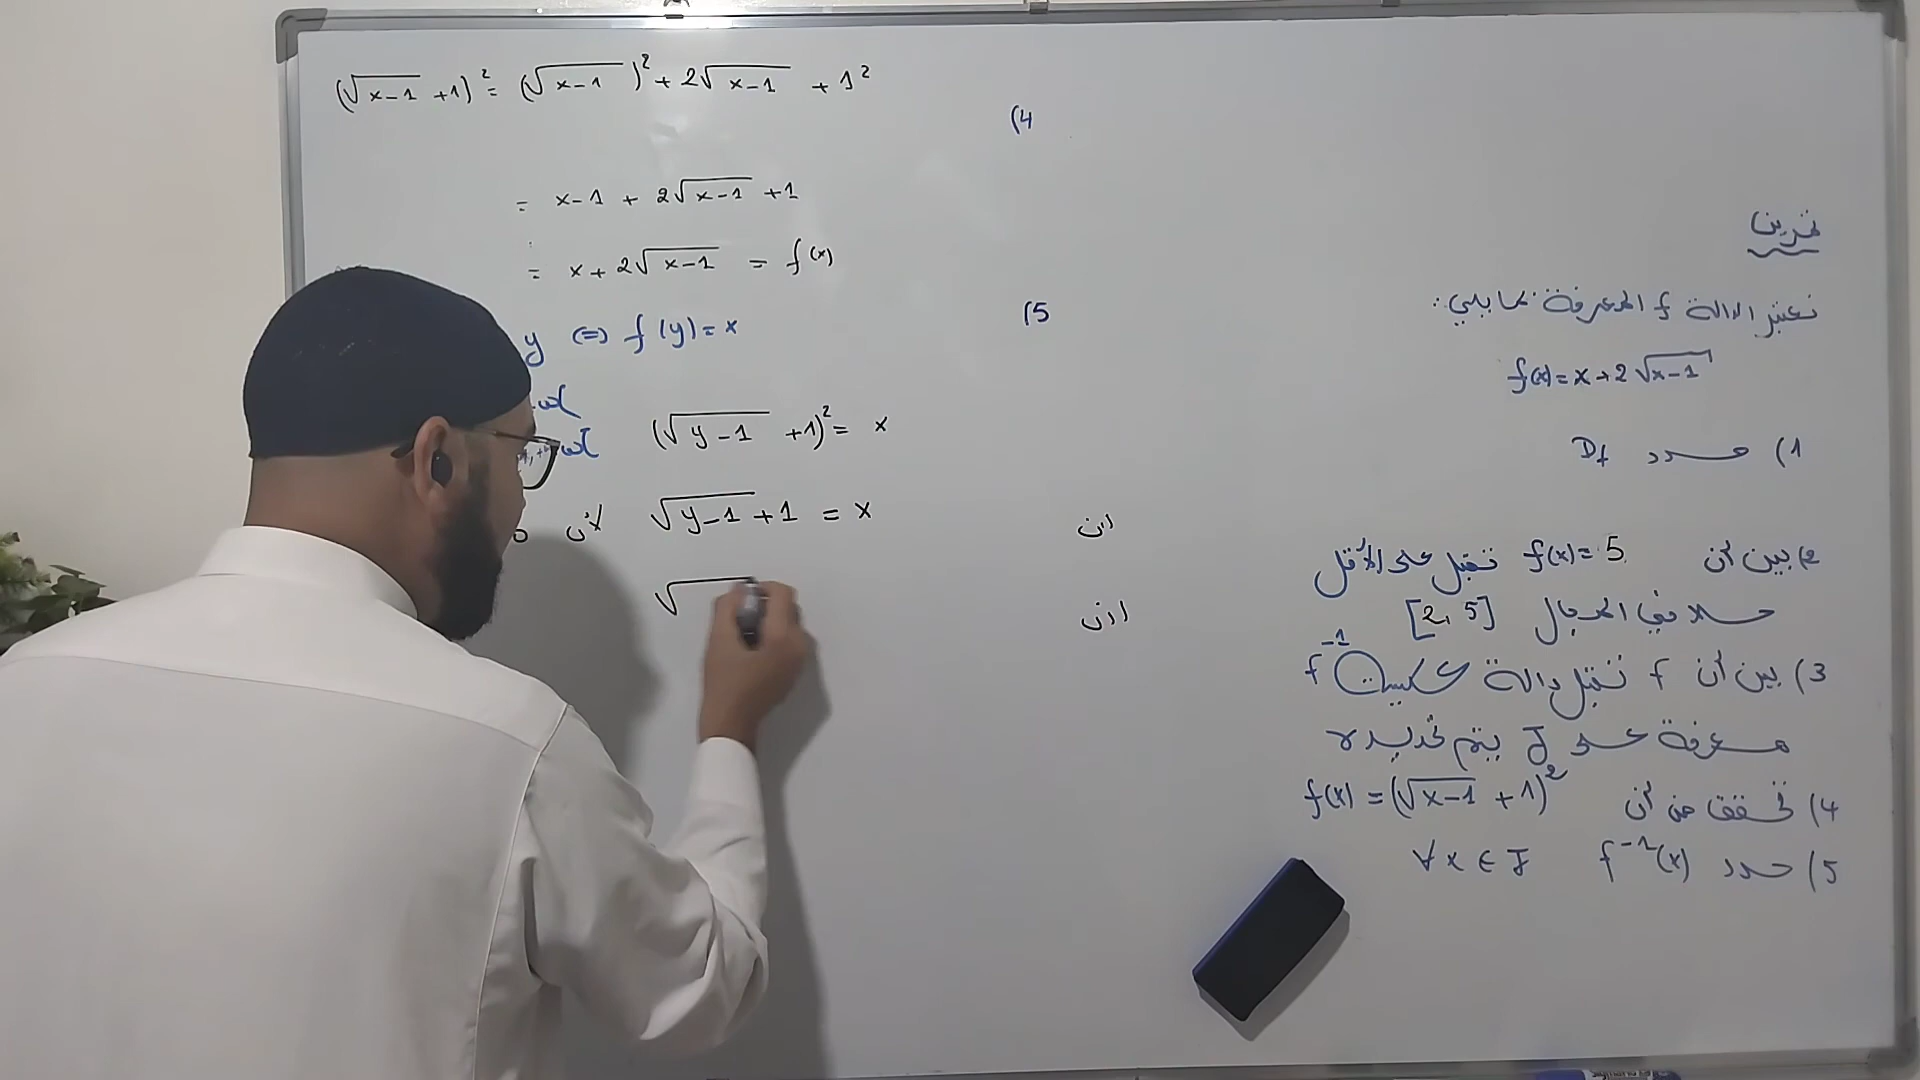 تمرين
نعتبر الدالة f المعرفة بما يلي:
f(x)=x+2√(x-1)
1) حدد Df
2) بين أن f(x)=5 تقبل على الأقل
حلا في المجال [2,5]
3) بين أن f تقبل دالة عكسية f⁻¹
معرفة على J يتم تحديده
4) تحقق من أن f(x)=(√(x-1)+1)²
5) حدد f⁻¹(x) ∀x∈J
4)
(√(x-1)+1)²=(√(x-1))²+2√(x-1)+1²
= x-1+2√(x-1)+1
= x+2√(x-1) = f(x)
5)
y ⇔ f(y)=x
(√(y-1)+1)²= x
اذن √(y-1)+1 = x لأن
اذن √